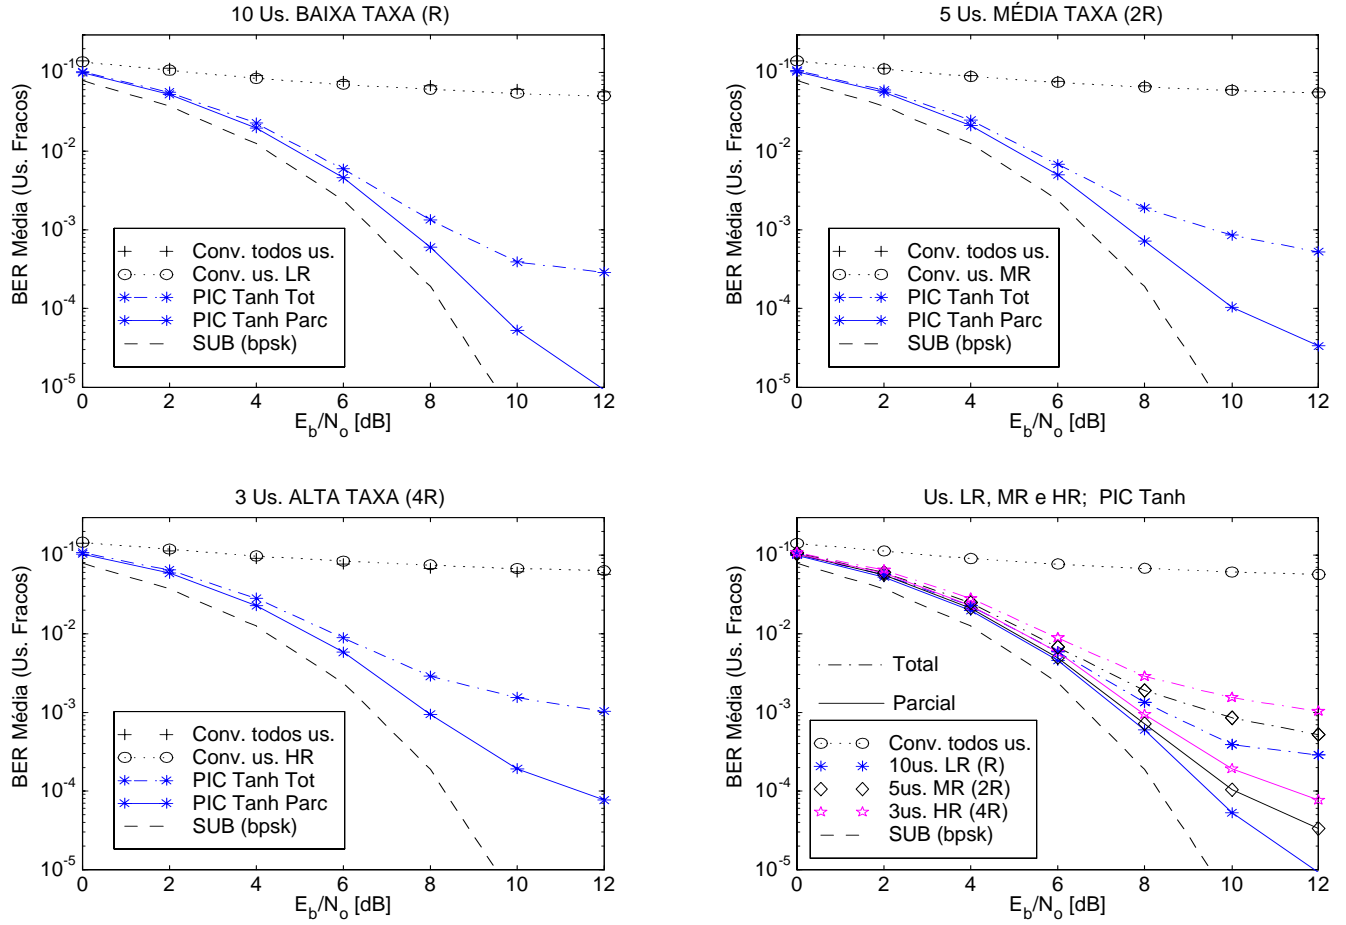 10 Us. BAIXA TAXA (R)
BER Média (Us. Fracos)
10^-1
10^-2
10^-3
10^-4
10^-5
Conv. todos us.
Conv. us. LR
PIC Tanh Tot
PIC Tanh Parc
SUB (bpsk)
0 2 4 6 8 10 12
E_b/N_o [dB]
5 Us. MÉDIA TAXA (2R)
BER Média (Us. Fracos)
10^-1
10^-2
10^-3
10^-4
10^-5
Conv. todos us.
Conv. us. MR
PIC Tanh Tot
PIC Tanh Parc
SUB (bpsk)
0 2 4 6 8 10 12
E_b/N_o [dB]
3 Us. ALTA TAXA (4R)
BER Média (Us. Fracos)
10^-1
10^-2
10^-3
10^-4
10^-5
Conv. todos us.
Conv. us. HR
PIC Tanh Tot
PIC Tanh Parc
SUB (bpsk)
0 2 4 6 8 10 12
E_b/N_o [dB]
Us. LR, MR e HR; PIC Tanh
BER Média (Us. Fracos)
10^-1
10^-2
10^-3
10^-4
10^-5
Total
Parcial
Conv. todos us.
10us. LR (R)
5us. MR (2R)
3us. HR (4R)
SUB (bpsk)
0 2 4 6 8 10 12
E_b/N_o [dB]